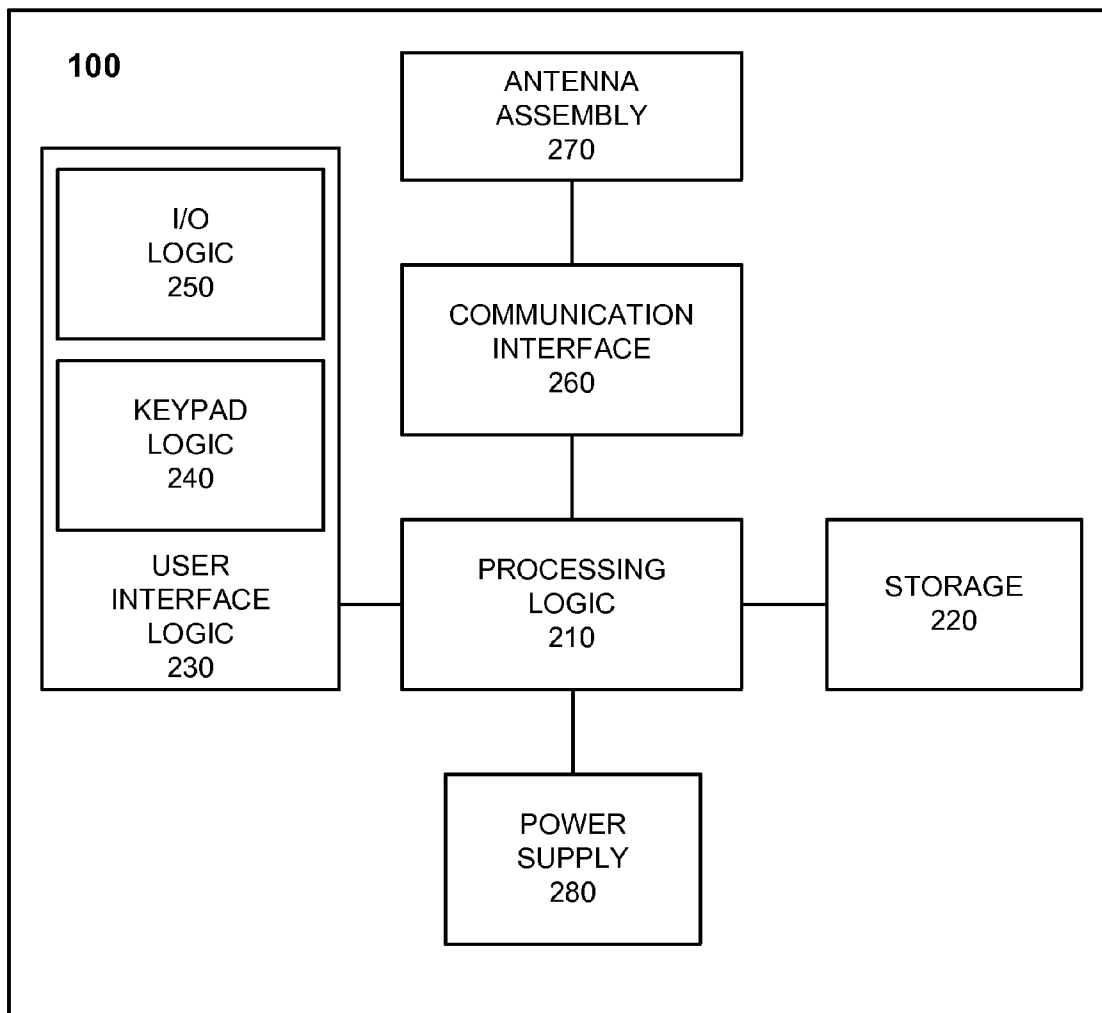 100
ANTENNA
ASSEMBLY
270
I/O
LOGIC
250
COMMUNICATION
INTERFACE
260
KEYPAD
LOGIC
240
USER
INTERFACE
LOGIC
230
PROCESSING
LOGIC
210
STORAGE
220
POWER
SUPPLY
280